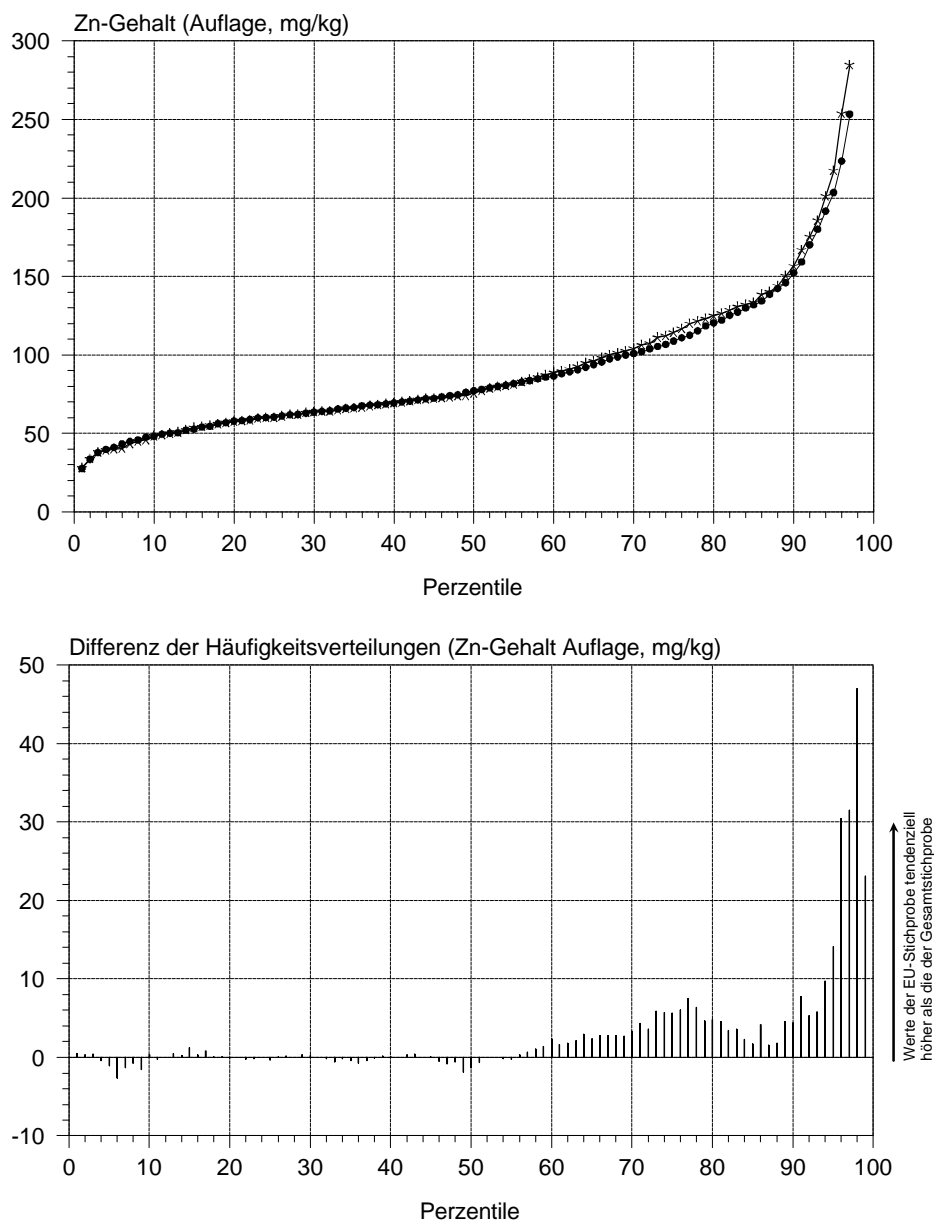 Zn-Gehalt (Auflage, mg/kg)
300
250
200
150
100
50
0
0 10 20 30 40 50 60 70 80 90 100
Perzentile
Differenz der Häufigkeitsverteilungen (Zn-Gehalt Auflage, mg/kg)
50
40
30
20
10
0
-10
0 10 20 30 40 50 60 70 80 90 100
Perzentile
Werte der EU-Stichprobe tendenziell
höher als die der Gesamtstichprobe